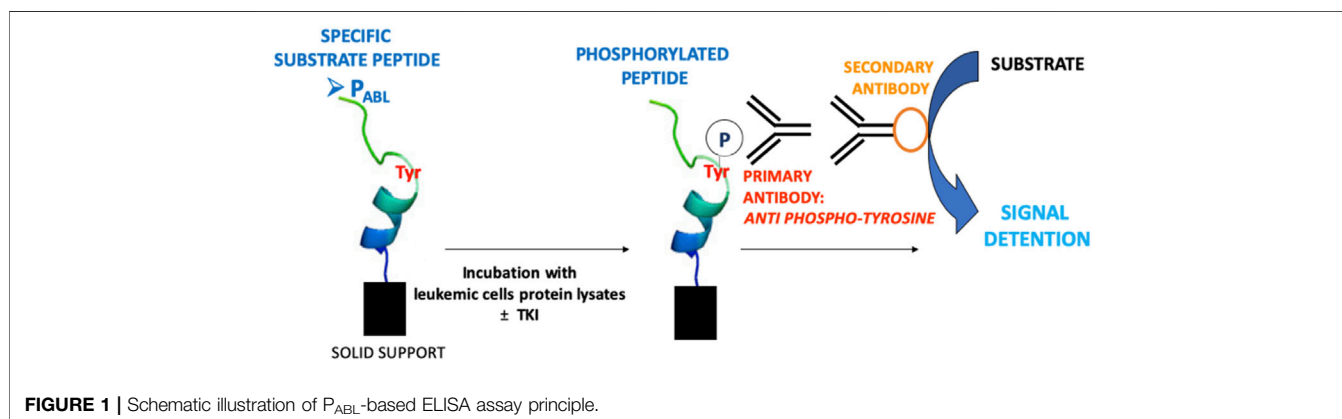 SPECIFIC
SUBSTRATE PEPTIDE
➢ PABL
Tyr
SOLID SUPPORT
Incubation with
leukemic cells protein lysates
± TKI
PHOSPHORYLATED
PEPTIDE
P
Tyr
PRIMARY
ANTIBODY:
ANTI PHOSPHO-TYROSINE
SECONDARY
ANTIBODY
SUBSTRATE
SIGNAL
DETENTION
FIGURE 1 | Schematic illustration of PABL-based ELISA assay principle.